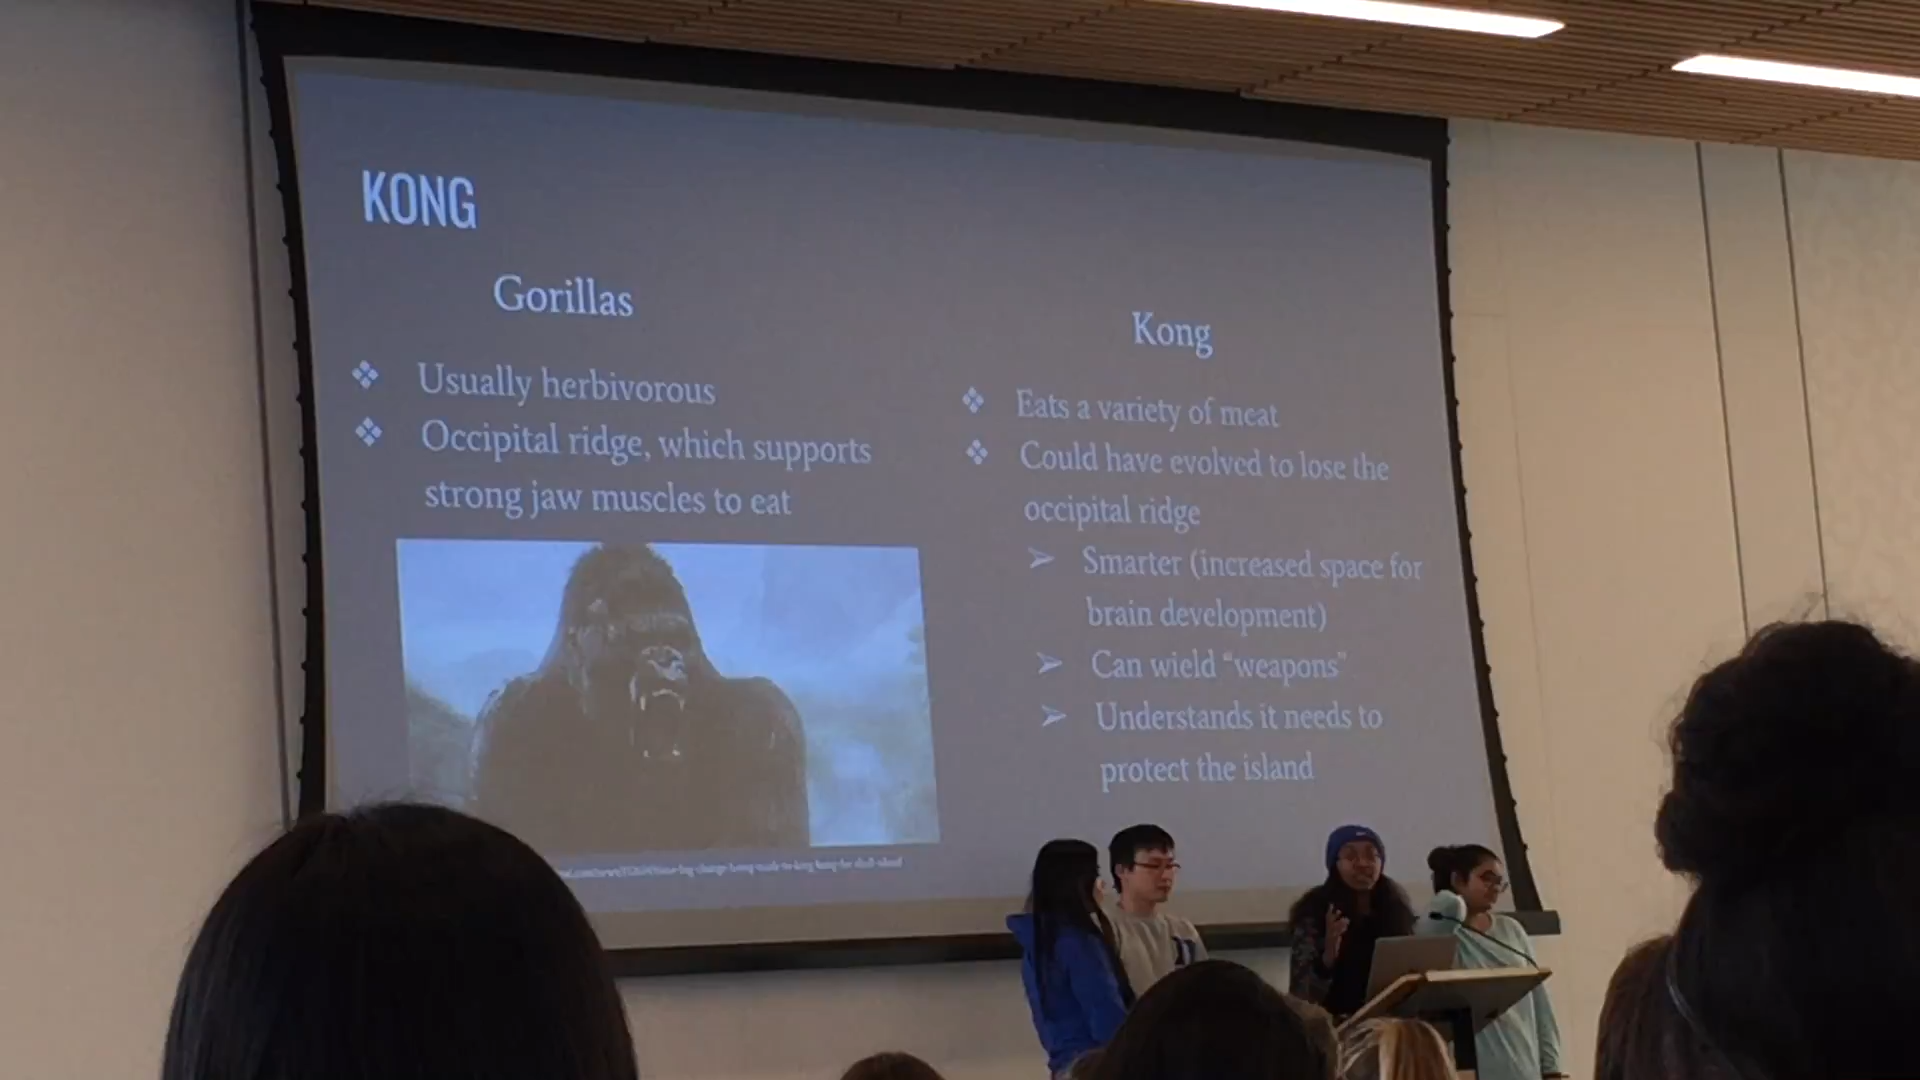 KONG
Gorillas
Usually herbivorous
Occipital ridge, which supports
strong jaw muscles to eat
Kong
Eats a variety of meat
Could have evolved to lose the
occipital ridge
Smarter (increased space for
brain development)
Can wield “weapons”
Understands it needs to
protect the island